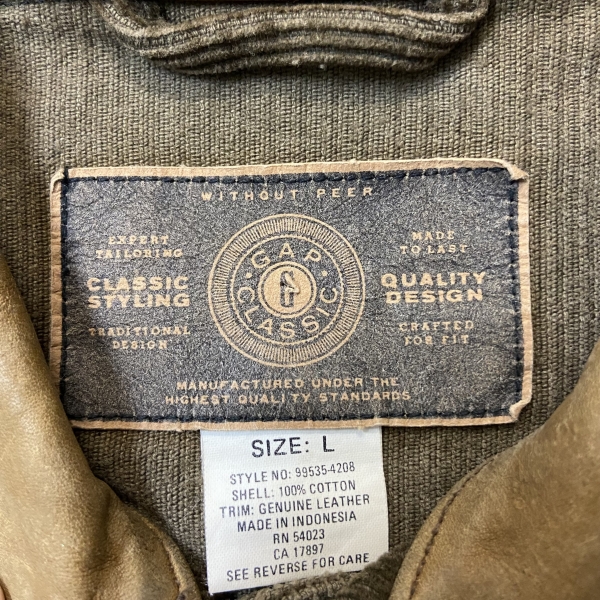 WITHOUT PEER
EXPERT
TAILORING
CLASSIC
STYLING
TRADITIONAL
DESIGN
GAP
CLASSIC
MADE
TO LAST
QUALITY
DESIGN
CRAFTED
FOR FIT
MANUFACTURED UNDER THE
HIGHEST QUALITY STANDARDS
SIZE: L
STYLE NO: 99535-4208
SHELL: 100% COTTON
TRIM: GENUINE LEATHER
MADE IN INDONESIA
RN 54023
CA 17897
SEE REVERSE FOR CARE